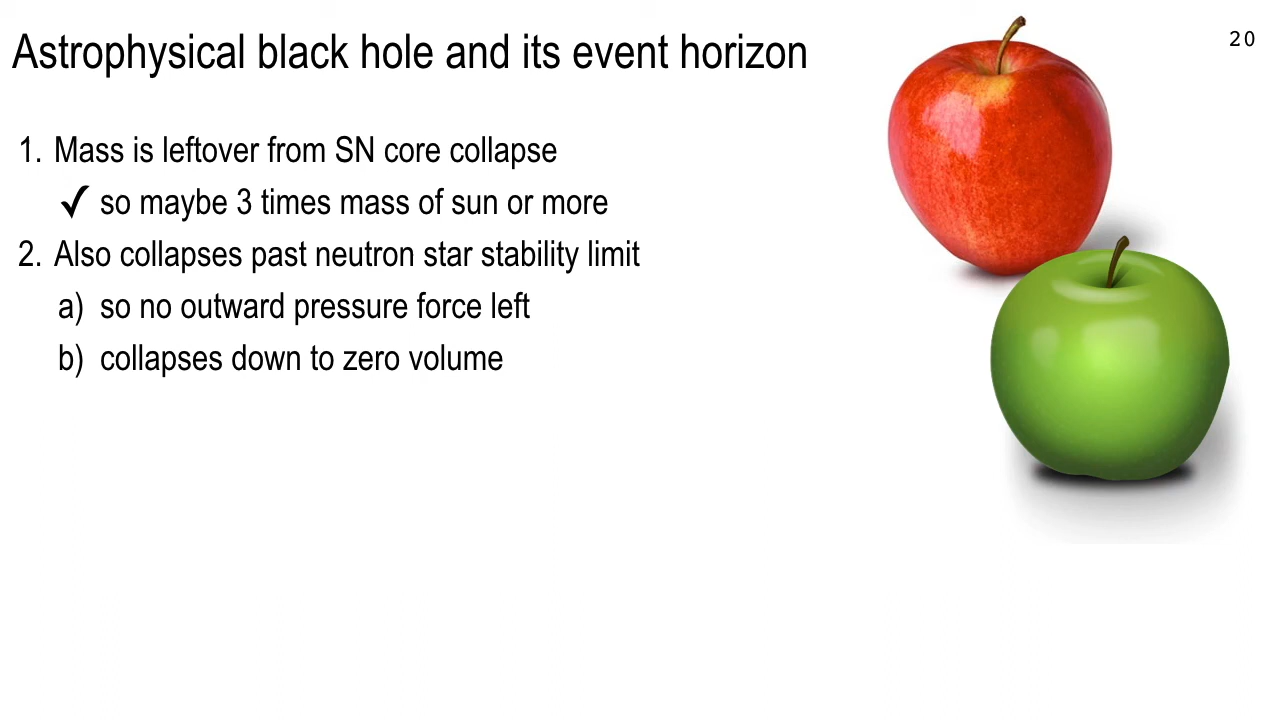 Astrophysical black hole and its event horizon
20
1. Mass is leftover from SN core collapse
✓ so maybe 3 times mass of sun or more
2. Also collapses past neutron star stability limit
a) so no outward pressure force left
b) collapses down to zero volume